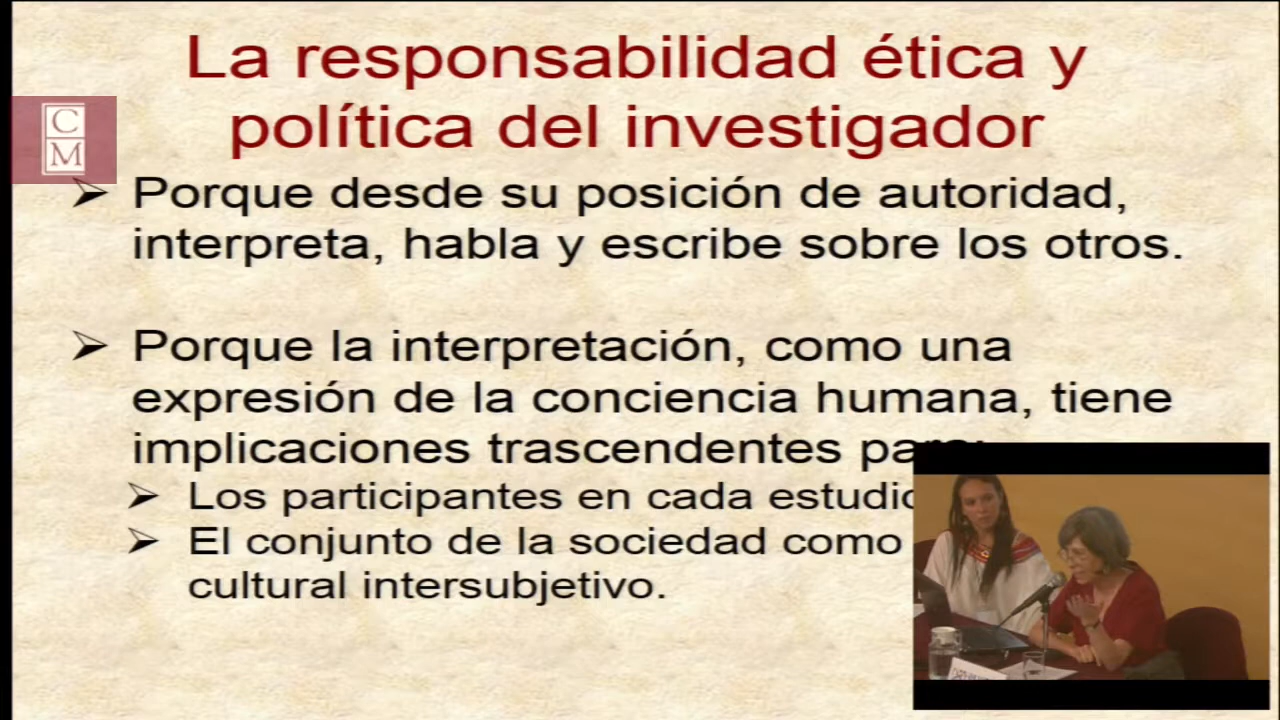 La responsabilidad ética y
política del investigador
C
M
Porque desde su posición de autoridad,
interpreta, habla y escribe sobre los otros.
Porque la interpretación, como una
expresión de la conciencia humana, tiene
implicaciones trascendentes para:
Los participantes en cada estudio
El conjunto de la sociedad como
cultural intersubjetivo.